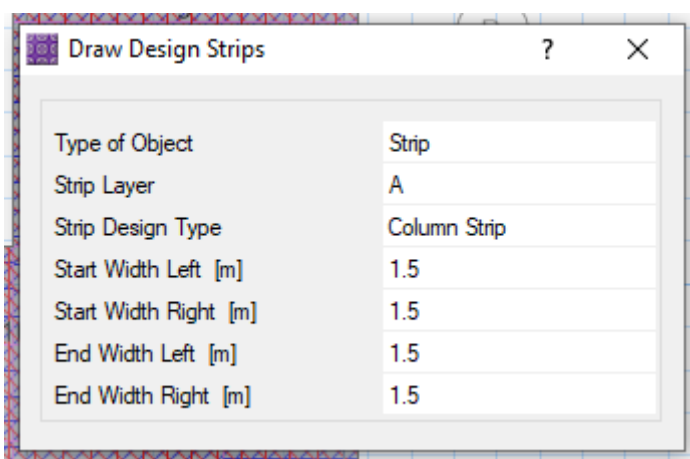 Draw Design Strips ?
Type of Object Strip
Strip Layer A
Strip Design Type Column Strip
Start Width Left [m] 1.5
Start Width Right [m] 1.5
End Width Left [m] 1.5
End Width Right [m] 1.5